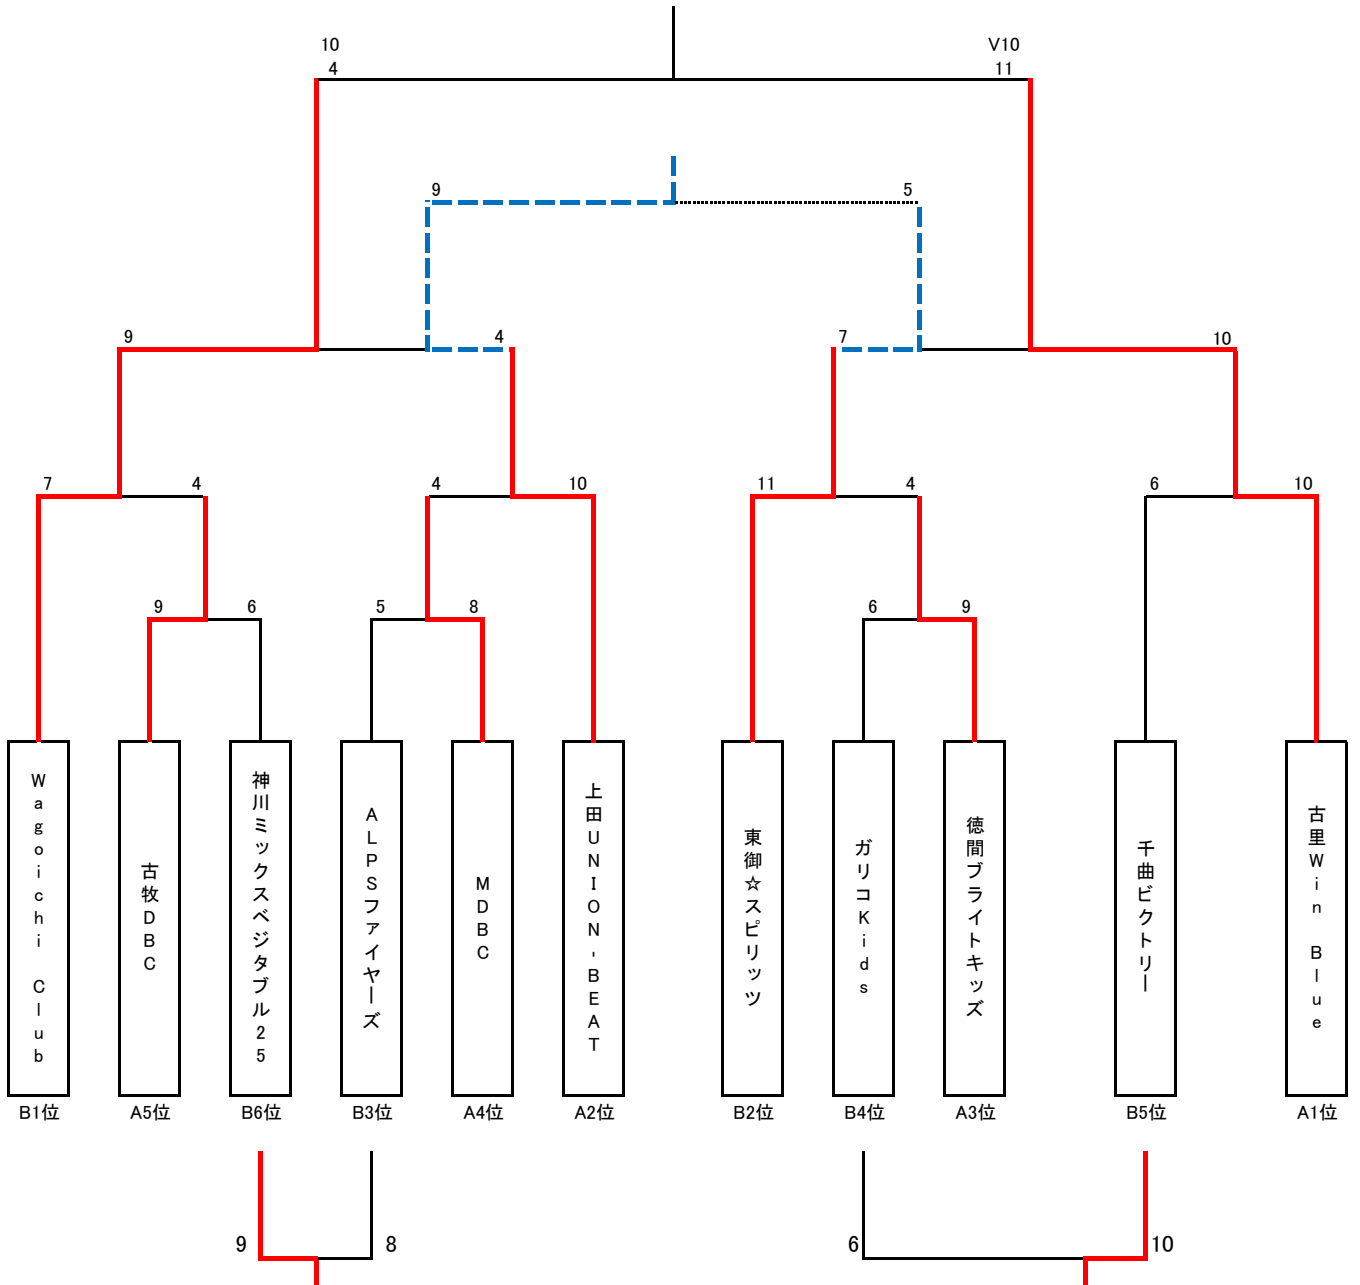 10
V10
4
11
9
5
9
4
7
10
7
4
4
10
11
4
6
10
9
6
5
8
6
9
Wagoichi Club
古牧DBC
神川ミックスベジタブル25
ALPSファイヤーズ
MDBC
上田UNION-BEAT
東御☆スピリッツ
ガリコKids
徳間ブライトキッズ
千曲ビクトリー
古里Win Blue
B1位
A5位
B6位
B3位
A4位
A2位
B2位
B4位
A3位
B5位
A1位
9
8
6
10